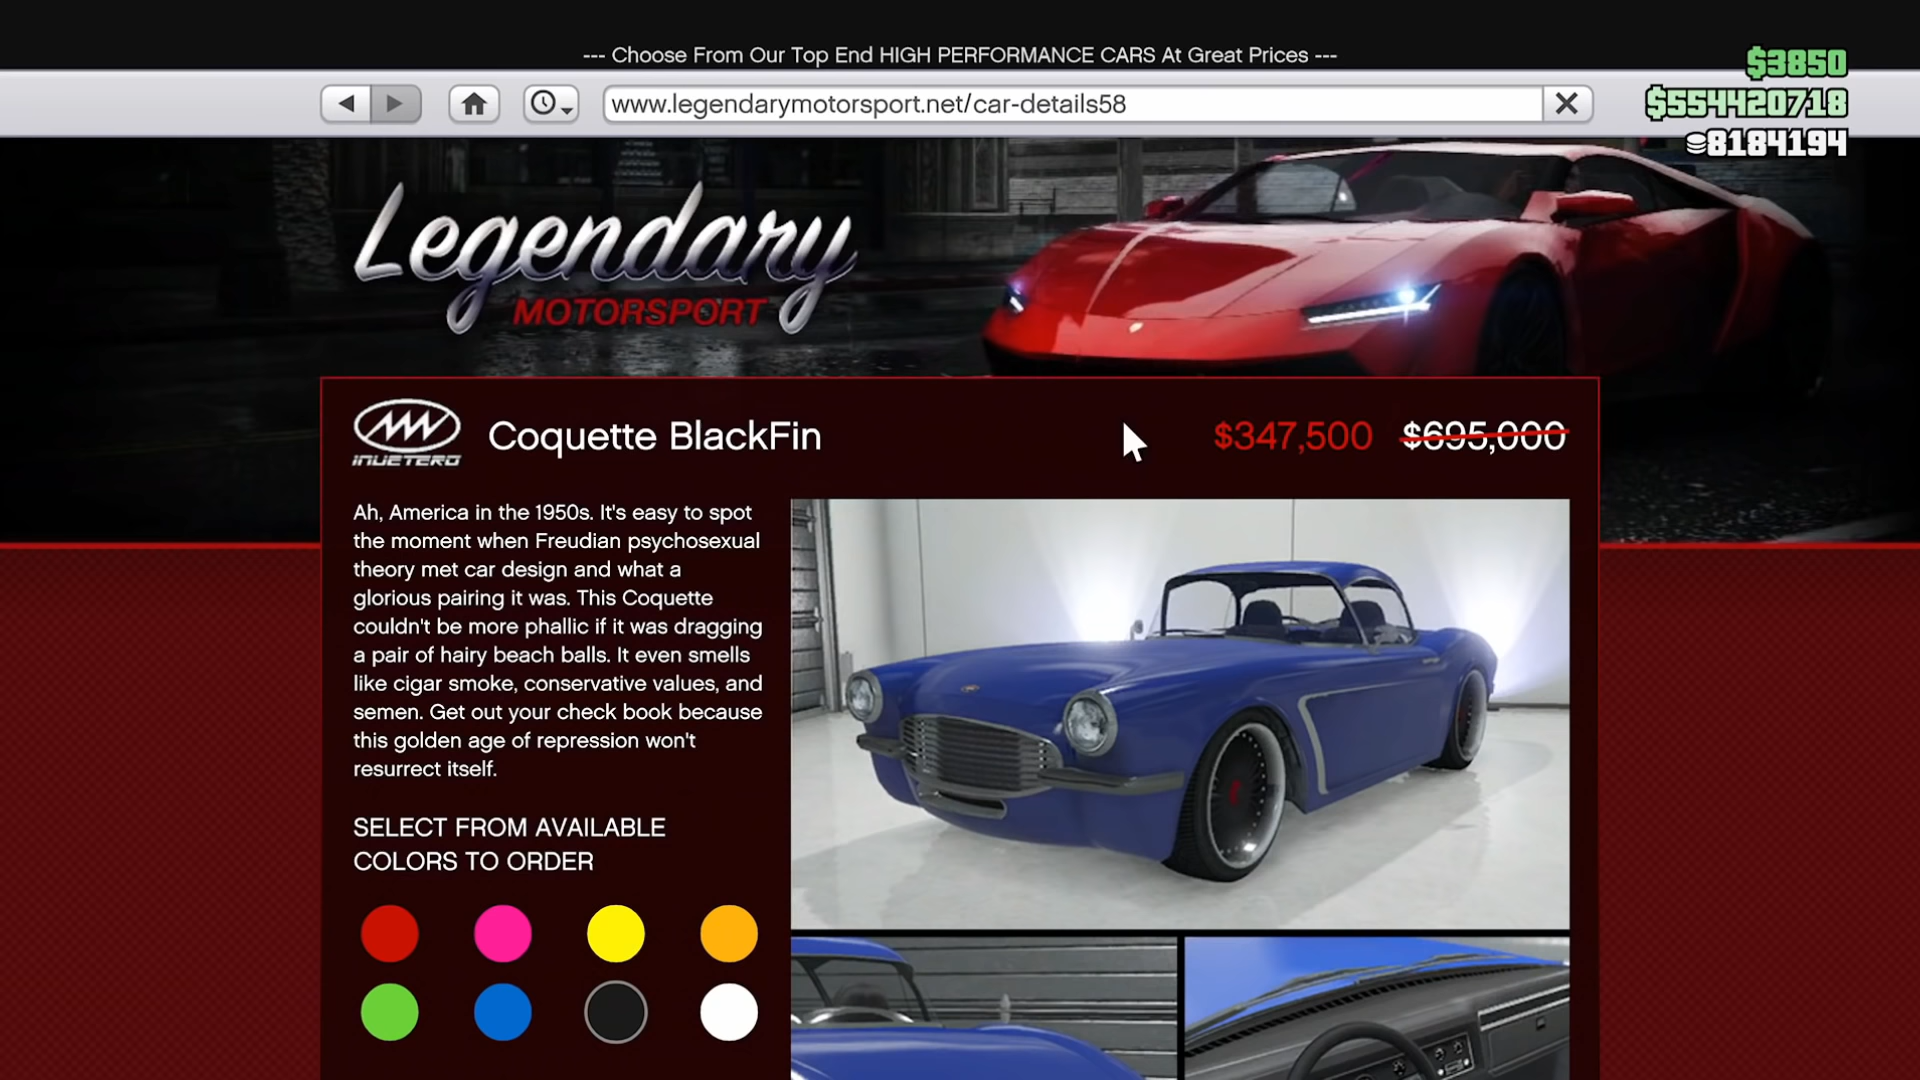 --- Choose From Our Top End HIGH PERFORMANCE CARS At Great Prices ---
$3850
www.legendarymotorsport.net/car-details58
$554420718
8184194
Legendary
MOTORSPORT
INVETERO
Coquette BlackFin
$347,500 $695,000
Ah, America in the 1950s. It's easy to spot
the moment when Freudian psychosexual
theory met car design and what a
glorious pairing it was. This Coquette
couldn't be more phallic if it was dragging
a pair of hairy beach balls. It even smells
like cigar smoke, conservative values, and
semen. Get out your check book because
this golden age of repression won't
resurrect itself.
SELECT FROM AVAILABLE
COLORS TO ORDER